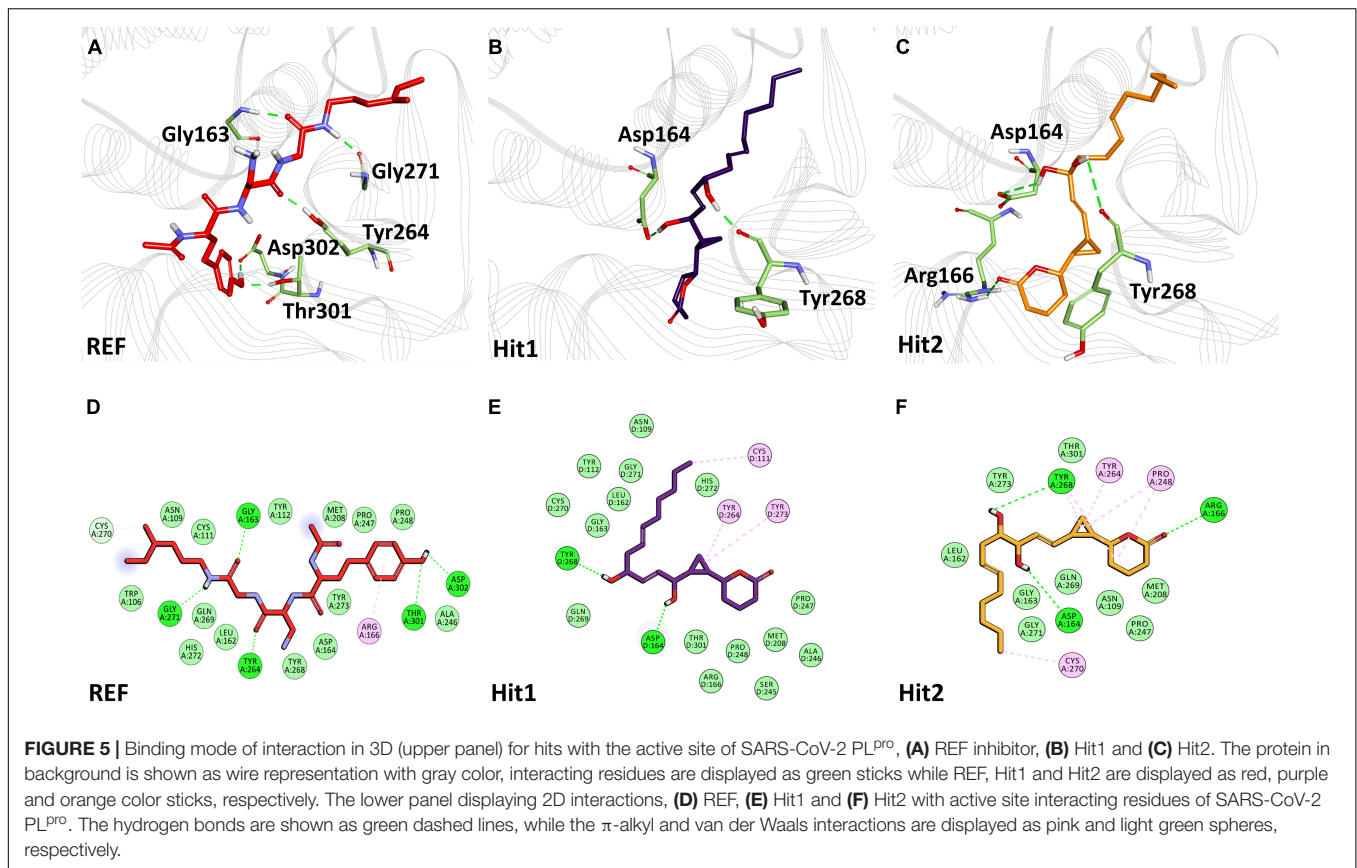 A
Gly163
Gly271
Tyr264
Asp302
Thr301
REF
B
Asp164
Tyr268
Hit1
C
Asp164
Arg166
Tyr268
Hit2
D
CYS
A:270
ASN
A:109
CYS
A:111
GLY
A:163
TYR
A:112
MET
A:208
PRO
A:247
PRO
A:248
TRP
A:106
GLY
A:271
GLN
A:269
HIS
A:272
LEU
A:162
TYR
A:264
TYR
A:268
ASP
A:164
TYR
A:273
ARG
A:166
THR
A:301
ASP
A:302
ALA
A:246
REF
E
ASN
D:109
TYR
D:112
GLY
D:271
CYS
D:111
CYS
D:270
LEU
D:162
HIS
D:272
GLY
D:163
TYR
D:264
TYR
D:273
TYR
D:268
GLN
D:269
ASP
D:164
THR
D:301
PRO
D:248
MET
D:208
PRO
D:247
ALA
D:246
ARG
D:166
SER
D:245
Hit1
F
THR
A:301
TYR
A:273
TYR
A:268
TYR
A:264
PRO
A:248
ARG
A:166
LEU
A:162
GLY
A:163
GLN
A:269
ASN
A:109
MET
A:208
GLY
A:271
ASP
A:164
PRO
A:247
CYS
A:270
Hit2
FIGURE 5 | Binding mode of interaction in 3D (upper panel) for hits with the active site of SARS-CoV-2 PLpro, (A) REF inhibitor, (B) Hit1 and (C) Hit2. The protein in
background is shown as wire representation with gray color, interacting residues are displayed as green sticks while REF, Hit1 and Hit2 are displayed as red, purple
and orange color sticks, respectively. The lower panel displaying 2D interactions, (D) REF, (E) Hit1 and (F) Hit2 with active site interacting residues of SARS-CoV-2
PLpro. The hydrogen bonds are shown as green dashed lines, while the π-alkyl and van der Waals interactions are displayed as pink and light green spheres,
respectively.